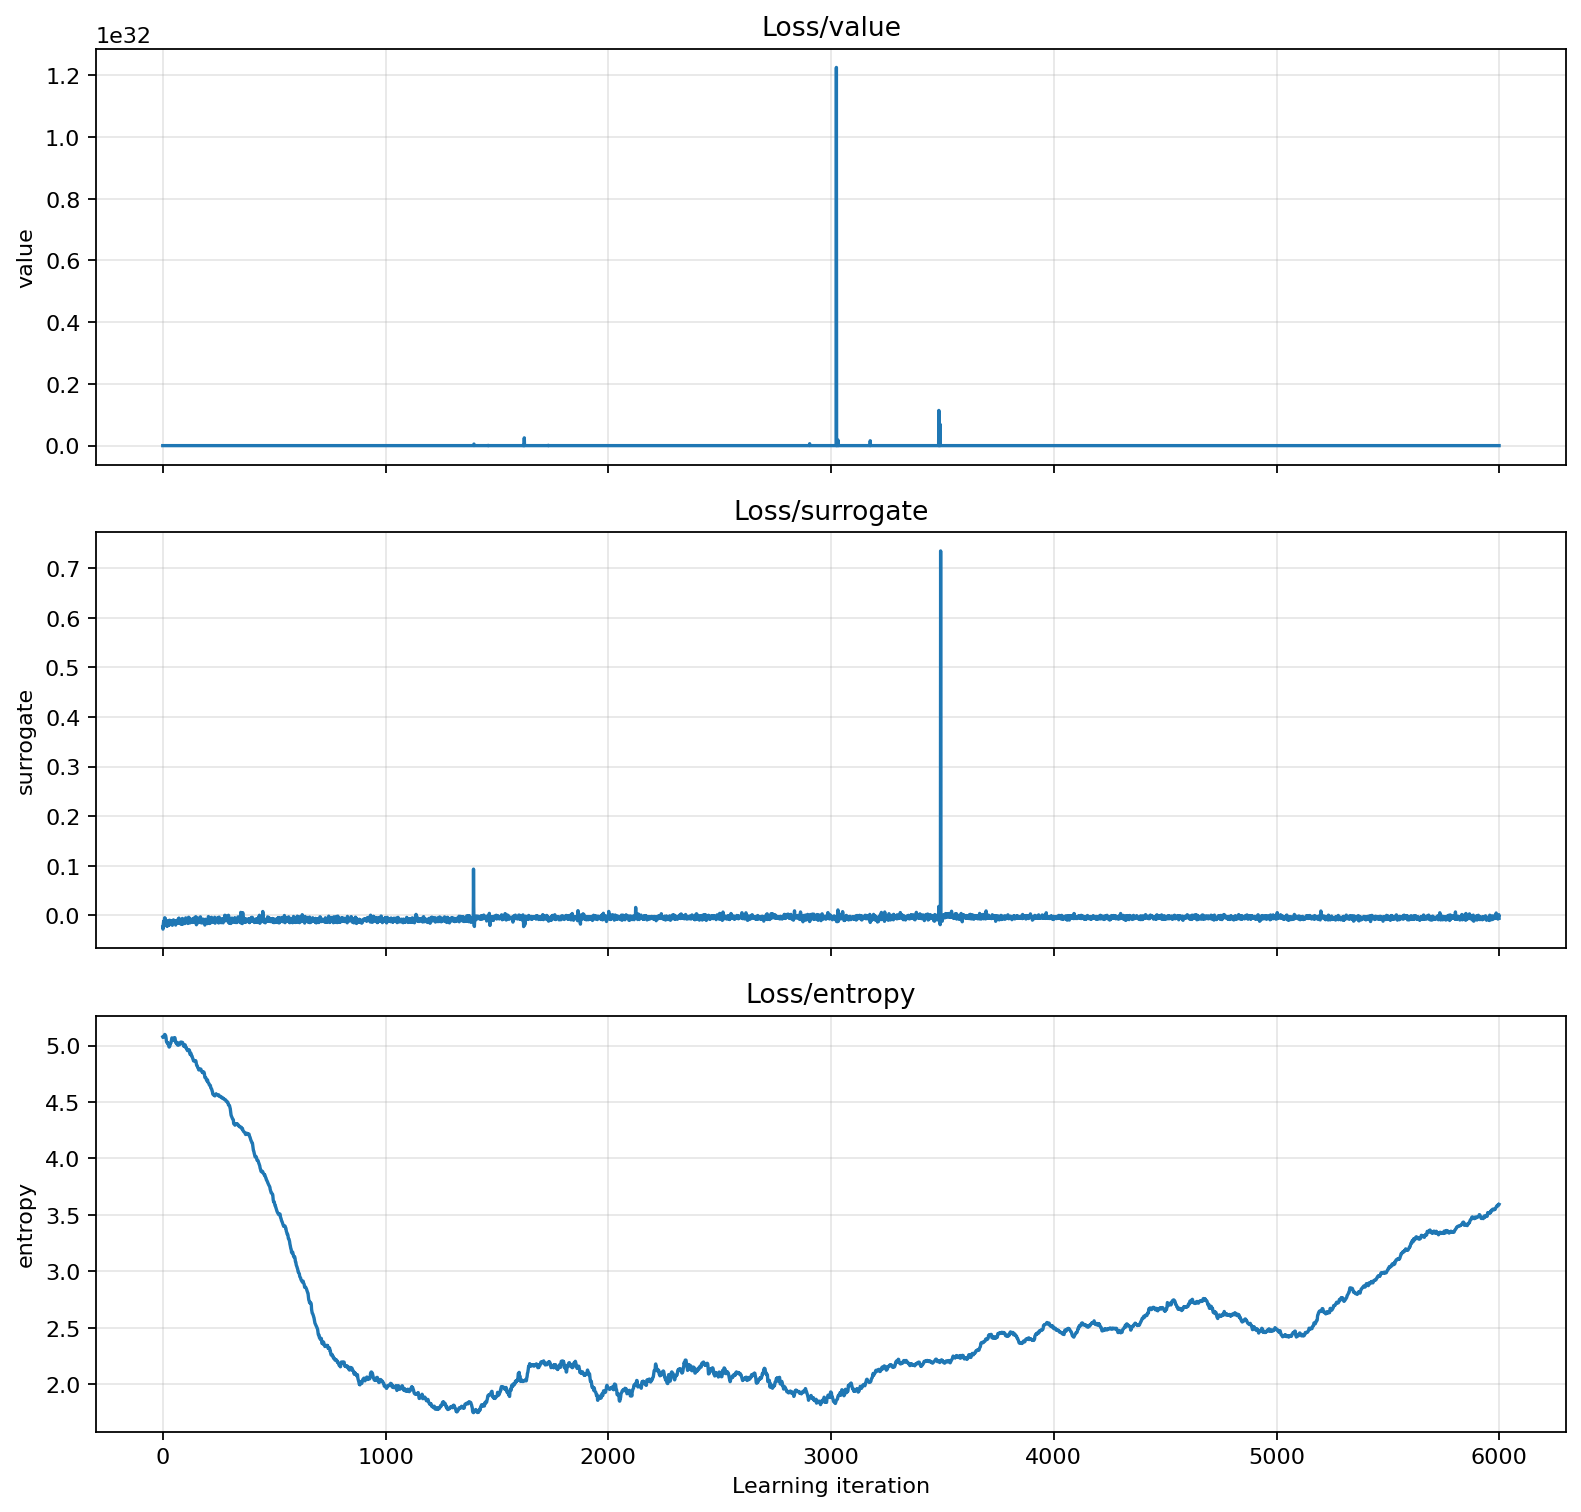 Loss/value
1e32
1.2
1.0
0.8
0.6
0.4
0.2
0.0
value
Loss/surrogate
0.7
0.6
0.5
0.4
0.3
0.2
0.1
0.0
surrogate
Loss/entropy
5.0
4.5
4.0
3.5
3.0
2.5
2.0
entropy
0 1000 2000 3000 4000 5000 6000
Learning iteration